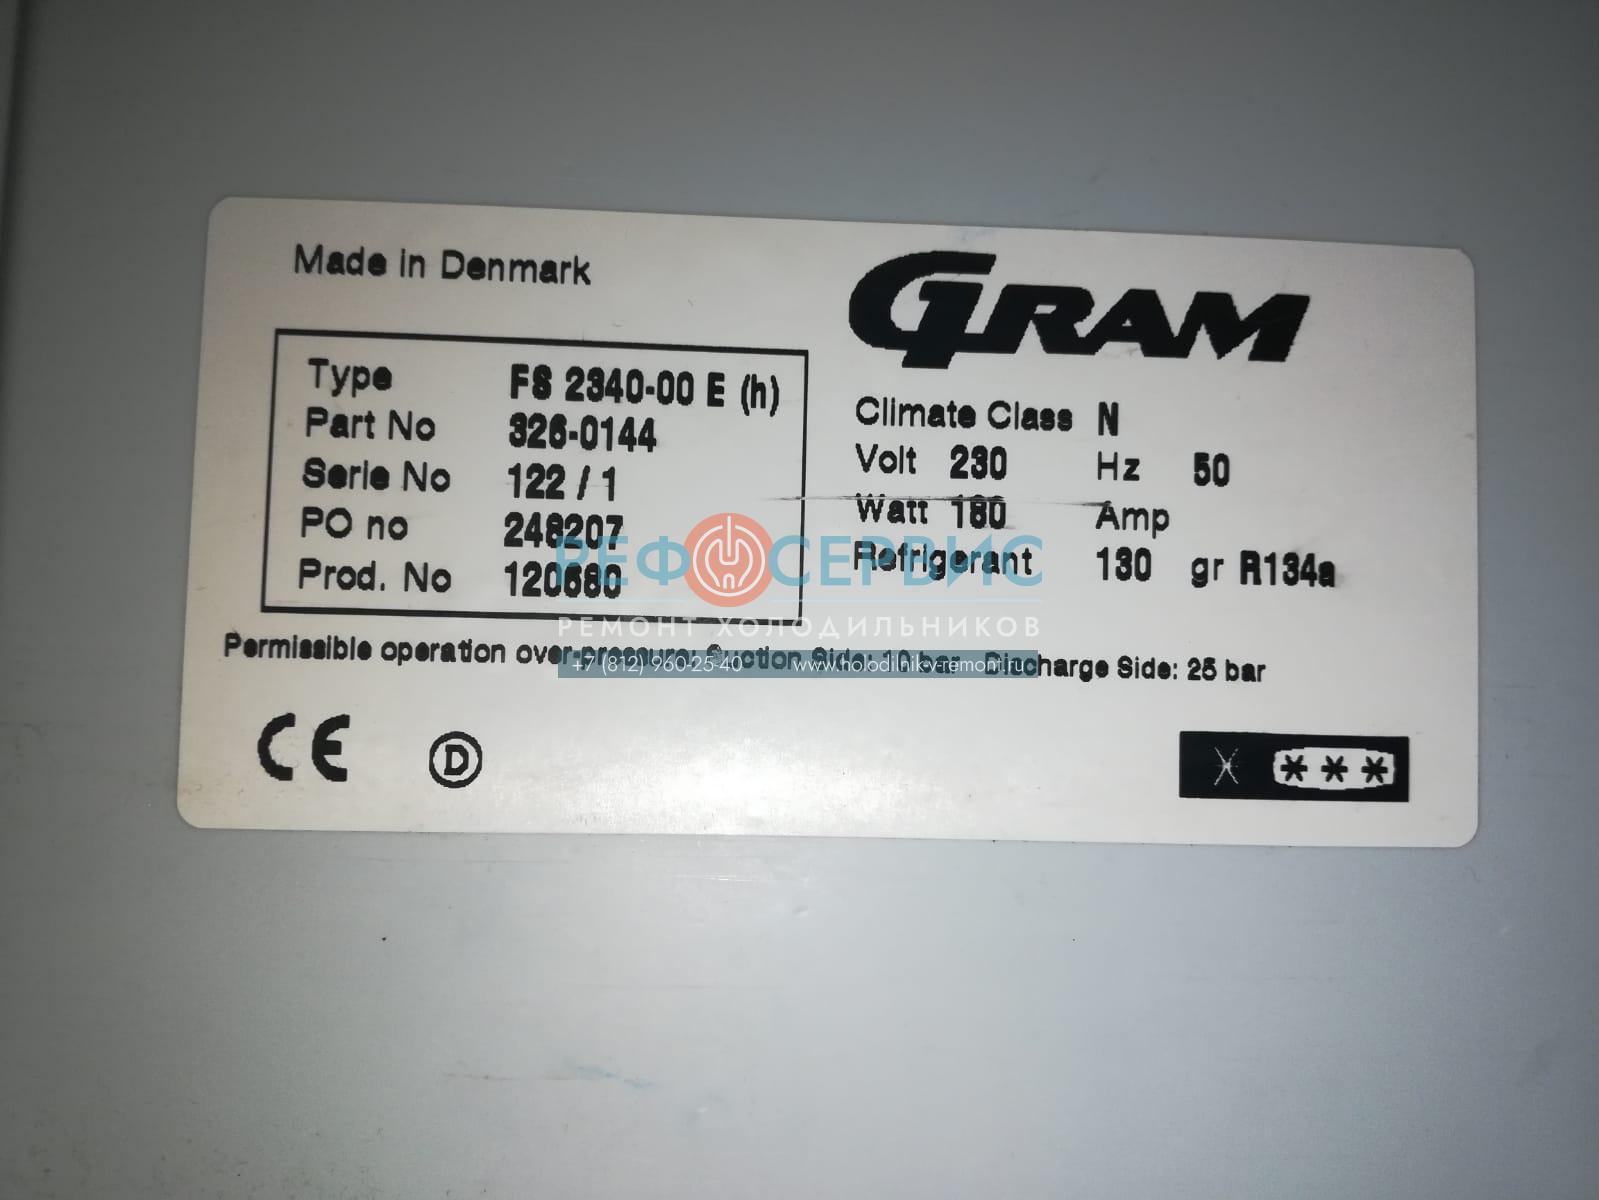 Made in Denmark
GRAM
Type FS 2340-00 E (h)
Part No 326-0144
Serie No 122 / 1
PO no 248207
Prod. No 120680
Climate Class N
Volt 230 Hz 50
Watt 180 Amp
Refrigerant 130 gr R134a
РЕФСЕРВИС
РЕМОНТ ХОЛОДИЛЬНИКОВ
Permissible operation over-pressure: Suction Side: 10 bar Discharge Side: 25 bar
+7 (812) 960-25-40 www.holodilnik-v-remont.ru
CE D
* ***